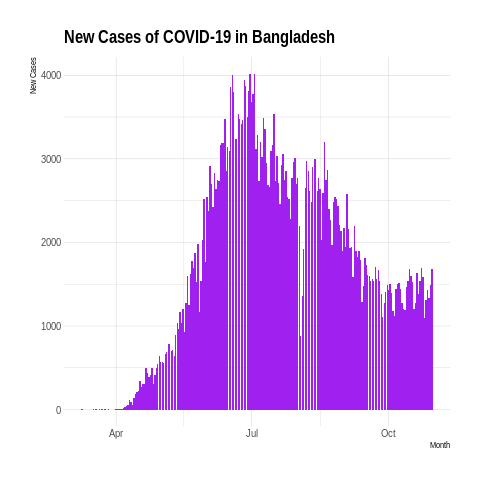 New Cases of COVID-19 in Bangladesh
New Cases
4000
3000
2000
1000
0
Apr
Jul
Oct
Month